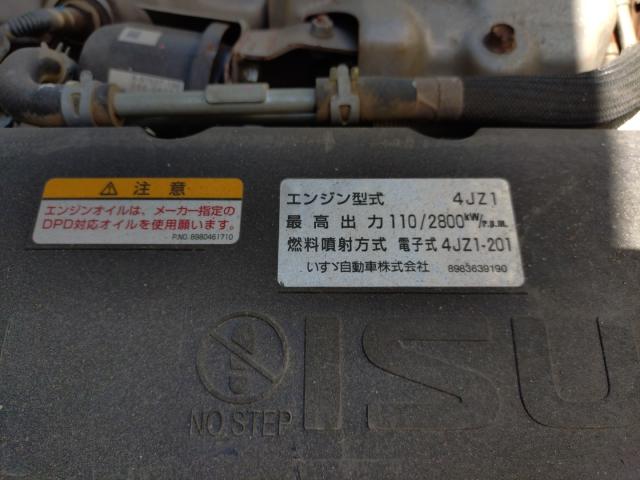 注意
エンジンオイルは、メーカー指定の
DPD対応オイルを使用願います。
P.NO. 8980461710
エンジン型式 4JZ1
最高出力 110/2800 kW/r.p.m.
燃料噴射方式 電子式 4JZ1-201
いすゞ自動車株式会社 8983639190
NO STEP
ISU